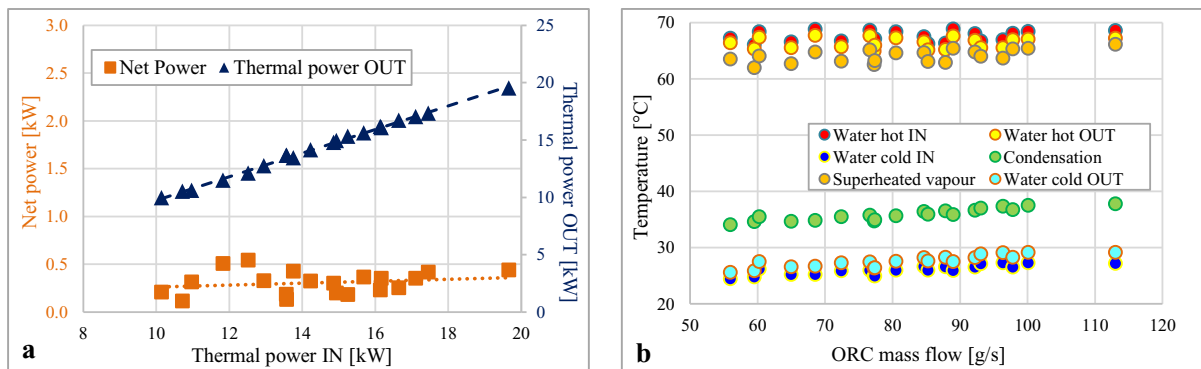 3.0
2.5
2.0
1.5
1.0
0.5
0.0
Net power [kW]
Net Power
Thermal power OUT
25
20
15
10
5
0
Thermal power OUT [kW]
8
10
12
14
16
18
20
Thermal power IN [kW]
a
70
60
50
40
30
20
Temperature [°C]
Water hot IN
Water hot OUT
Water cold IN
Condensation
Superheated vapour
Water cold OUT
50
60
70
80
90
100
110
120
ORC mass flow [g/s]
b